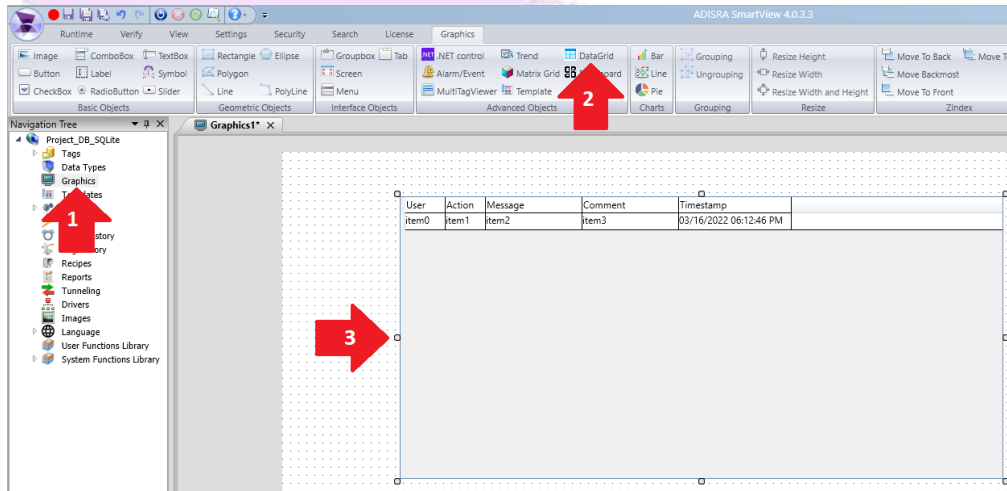 ADISRA SmartView 4.0.3.3
Runtime Verify View Settings Security Search License Graphics
Image ComboBox TextBox Rectangle Ellipse Groupbox Tab NET .NET control Trend DataGrid Bar Grouping Resize Height Move To Back Move T
Button Label Symbol Polygon Screen Alarm/Event Matrix Grid Line Ungrouping Resize Width Move Backmost
CheckBox RadioButton Slider Line PolyLine Menu MultiTagViewer Template Pie Resize Width and Height Move To Front
Basic Objects Geometric Objects Interface Objects Advanced Objects Charts Grouping Resize ZIndex
2
Navigation Tree Graphics1* X
Project_DB_SQLite
Tags
Data Types
Graphics
1
Recipes
Reports
Tunneling
Drivers
Images
Language
User Functions Library
System Functions Library
User Action Message Comment Timestamp
item0 item1 item2 item3 03/16/2022 06:12:46 PM
3